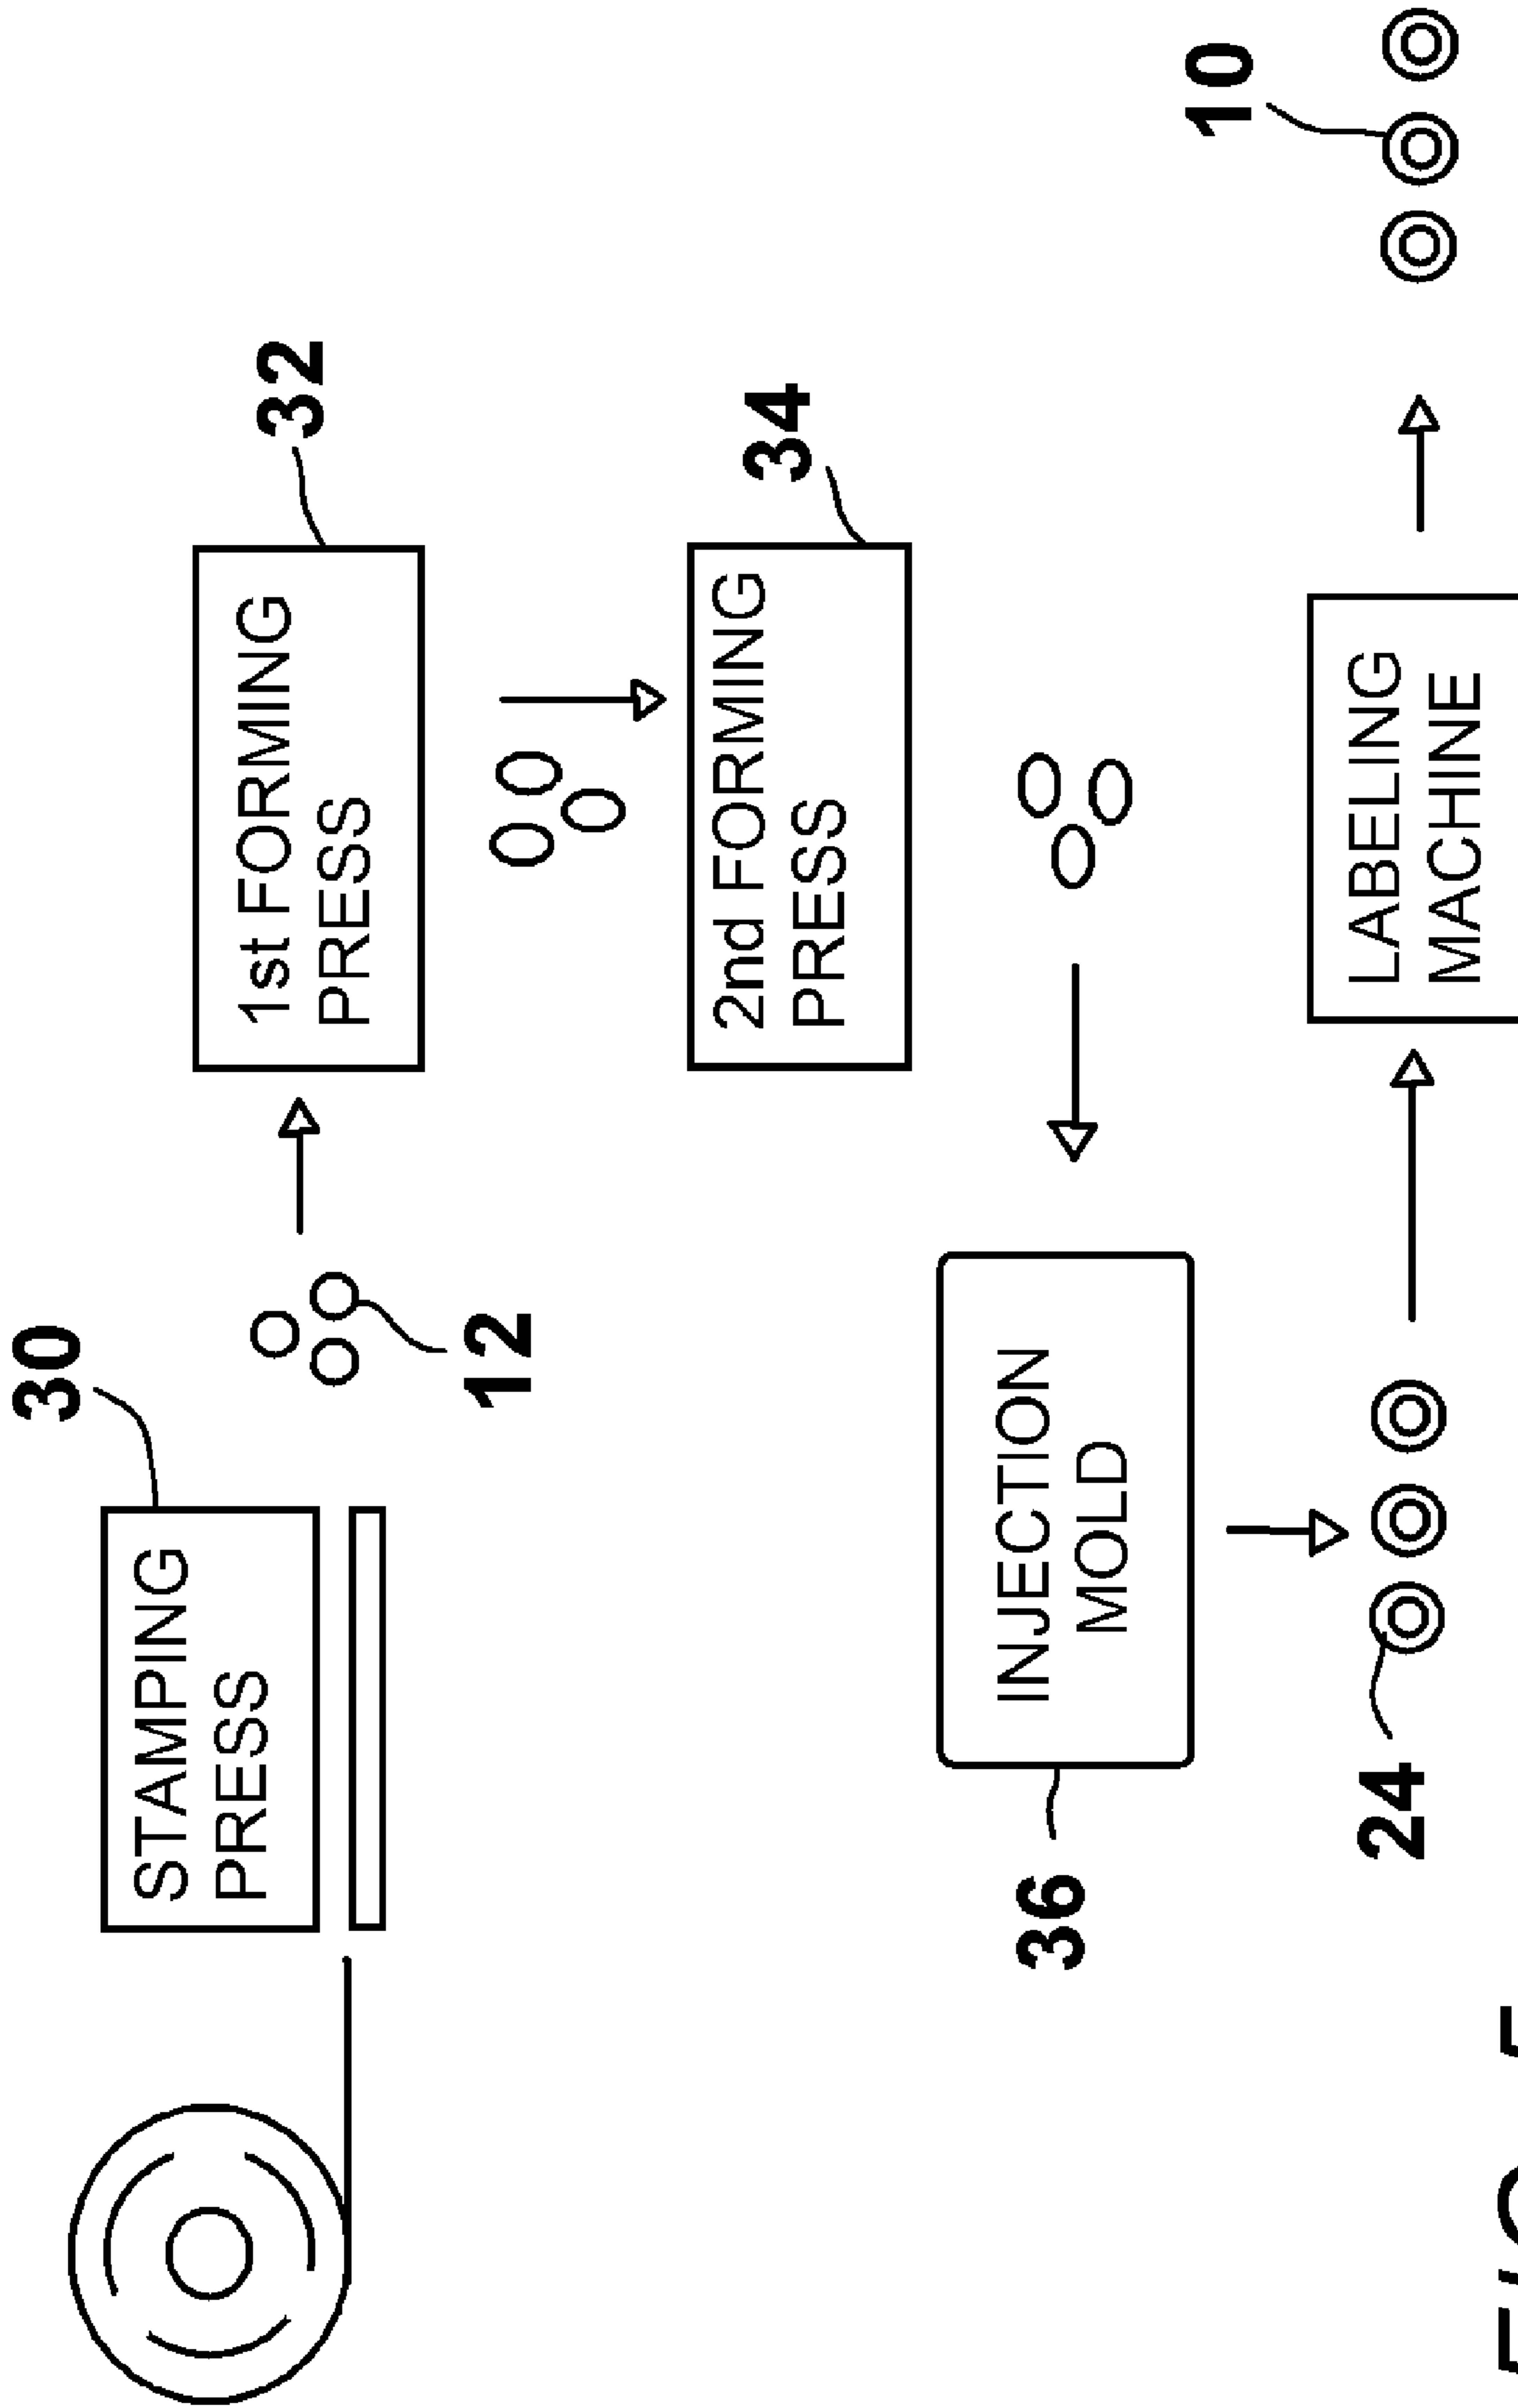 30
STAMPING
PRESS
12
1st FORMING
PRESS
32
2nd FORMING
PRESS
34
INJECTION
MOLD
36
24
LABELING
MACHINE
10